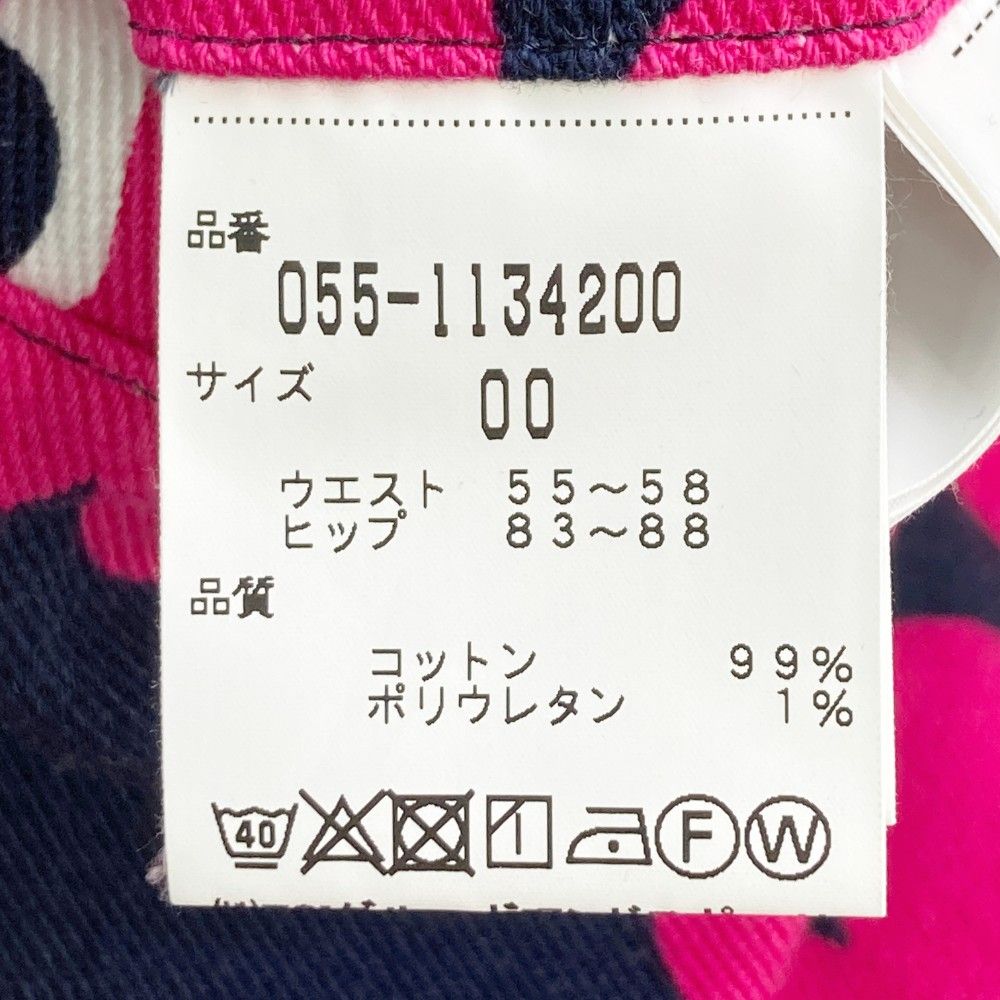 品番
055-1134200
サイズ 00
ウエスト 55～58
ヒップ 83～88
品質
コットン 99%
ポリウレタン 1%
40 F W